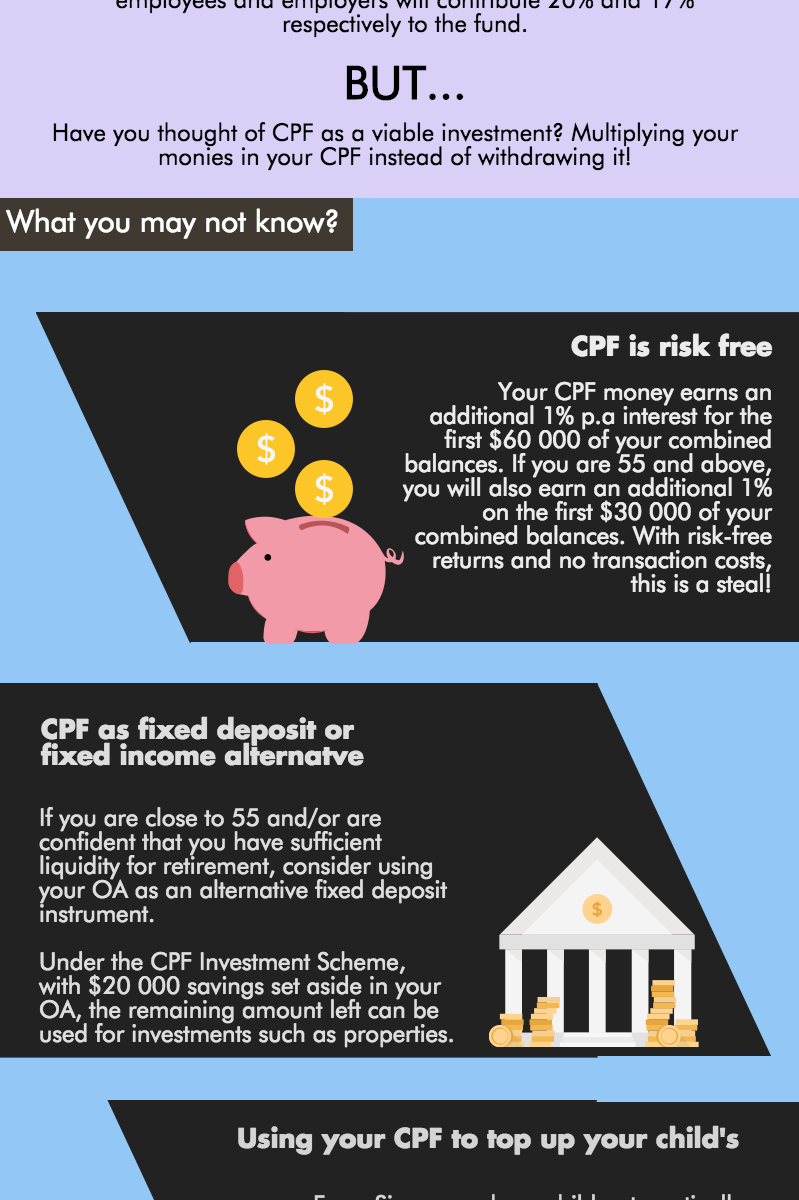 employees and employers will contribute 20% and 17%
respectively to the fund.
BUT...
Have you thought of CPF as a viable investment? Multiplying your
monies in your CPF instead of withdrawing it!
What you may not know?
CPF is risk free
Your CPF money earns an
additional 1% p.a interest for the
first $60 000 of your combined
balances. If you are 55 and above,
you will also earn an additional 1%
on the first $30 000 of your
combined balances. With risk-free
returns and no transaction costs,
this is a steal!
$
$
$
CPF as fixed deposit or
fixed income alternatve
If you are close to 55 and/or are
confident that you have sufficient
liquidity for retirement, consider using
your OA as an alternative fixed deposit
instrument.
Under the CPF Investment Scheme,
with $20 000 savings set aside in your
OA, the remaining amount left can be
used for investments such as properties.
$
Using your CPF to top up your child's